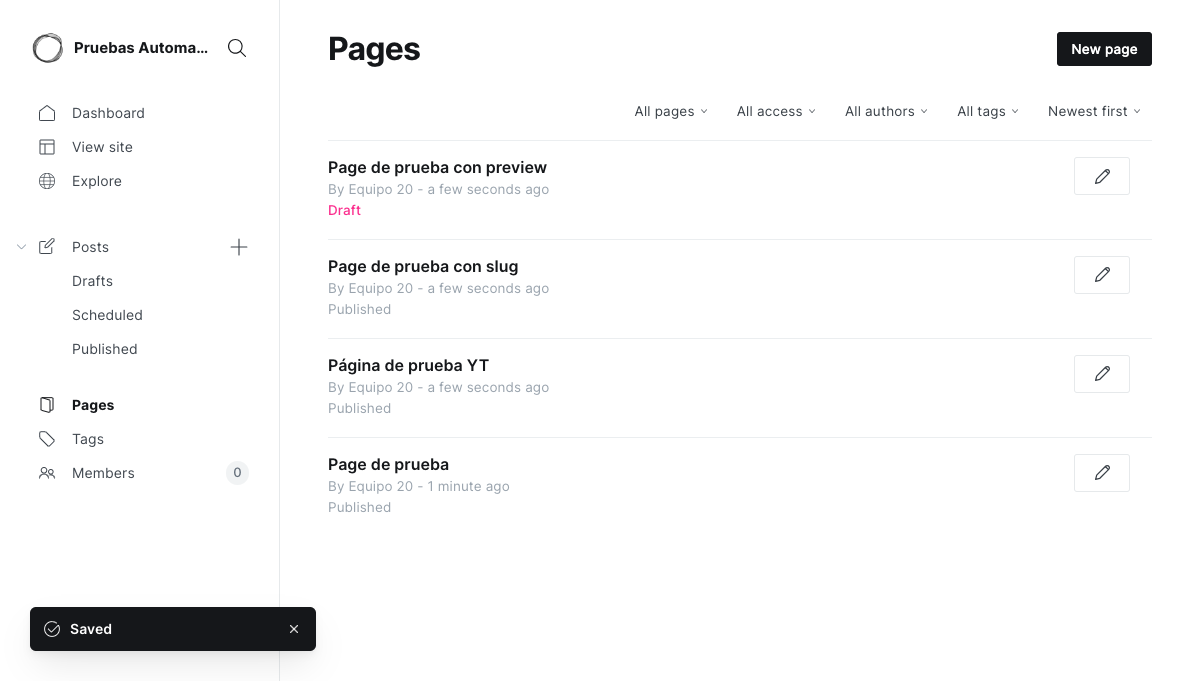 Pruebas Automa...
Dashboard
View site
Explore
Posts
Drafts
Scheduled
Published
Pages
Tags
Members 0
Saved
Pages
New page
All pages All access All authors All tags Newest first
Page de prueba con preview
By Equipo 20 - a few seconds ago
Draft
Page de prueba con slug
By Equipo 20 - a few seconds ago
Published
Página de prueba YT
By Equipo 20 - a few seconds ago
Published
Page de prueba
By Equipo 20 - 1 minute ago
Published